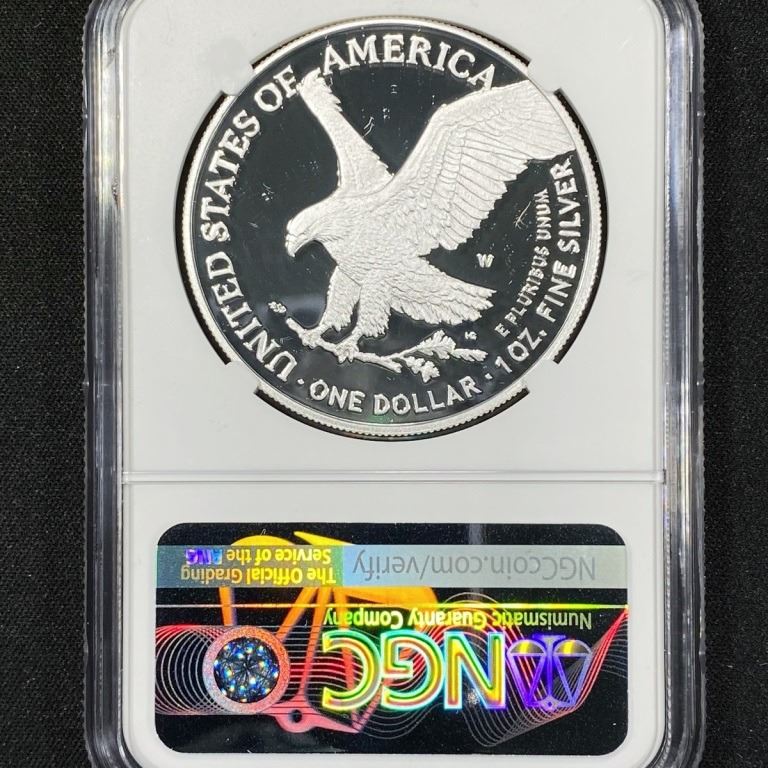 UNITED STATES OF AMERICA
W
E PLURIBUS UNUM
1 OZ. FINE SILVER
· ONE DOLLAR ·
NGC
Numismatic Guaranty Company
NGCcoin.com/verify
The Official Grading
Service of the ANA